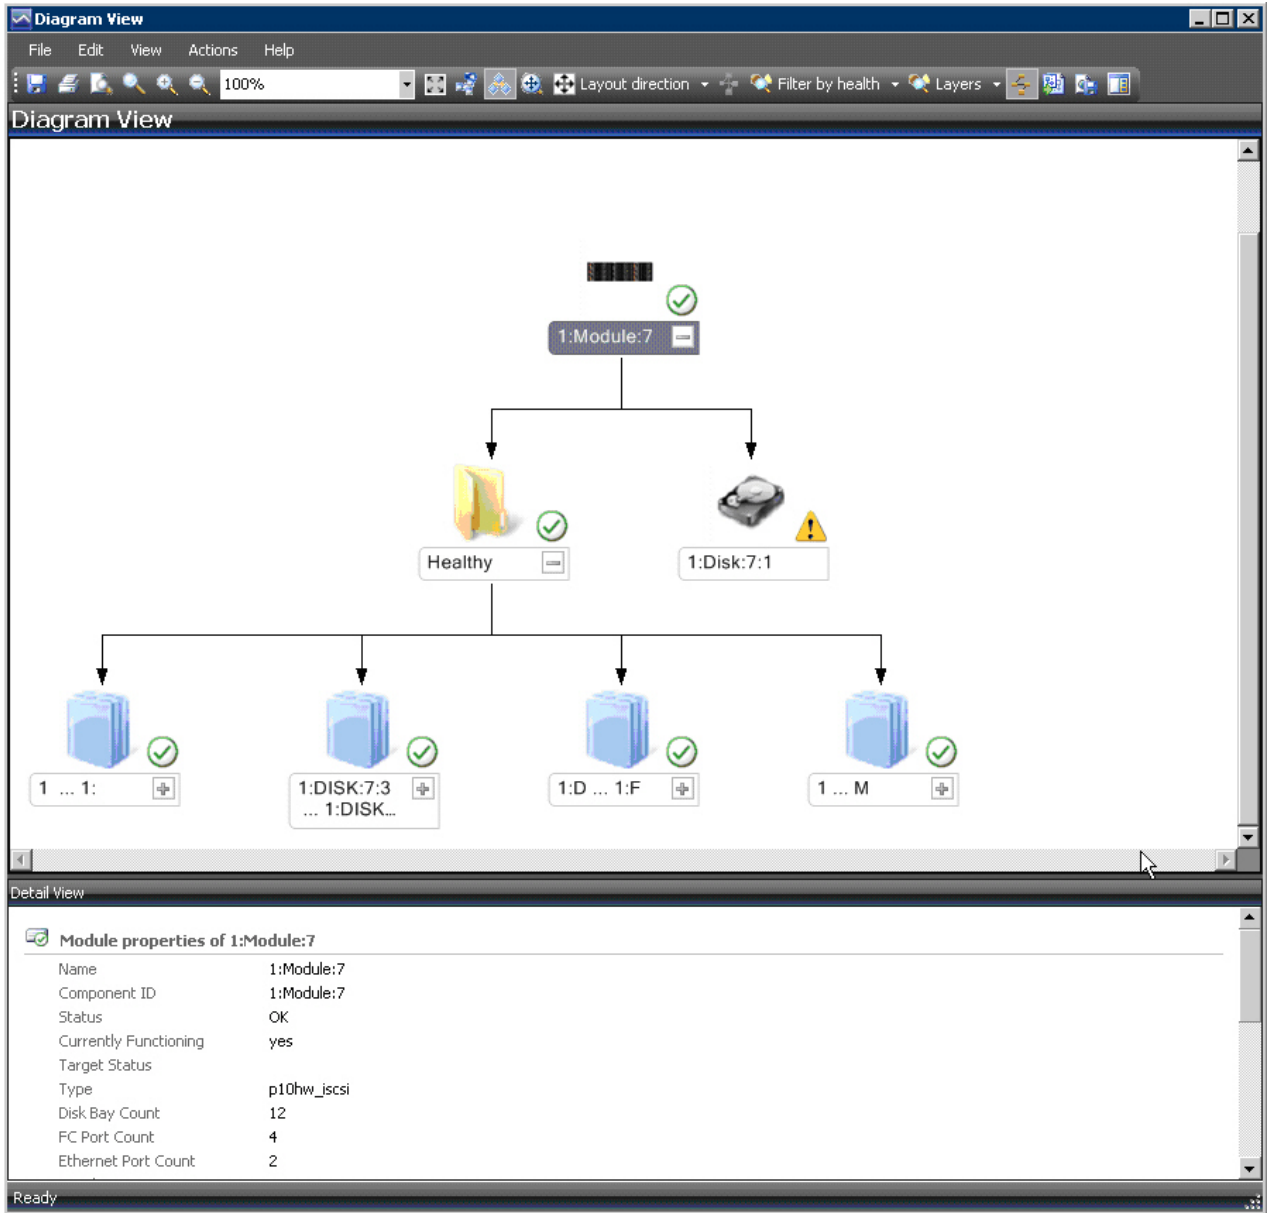 Diagram View
File Edit View Actions Help
100% Layout direction Filter by health Layers
Diagram View
1:Module:7
Healthy
1:Disk:7:1
1 ... 1:
1:DISK:7:3
... 1:DISK...
1:D ... 1:F
1 ... M
Detail View
Module properties of 1:Module:7
Name 1:Module:7
Component ID 1:Module:7
Status OK
Currently Functioning yes
Target Status
Type p10hw_iscsi
Disk Bay Count 12
FC Port Count 4
Ethernet Port Count 2
Ready